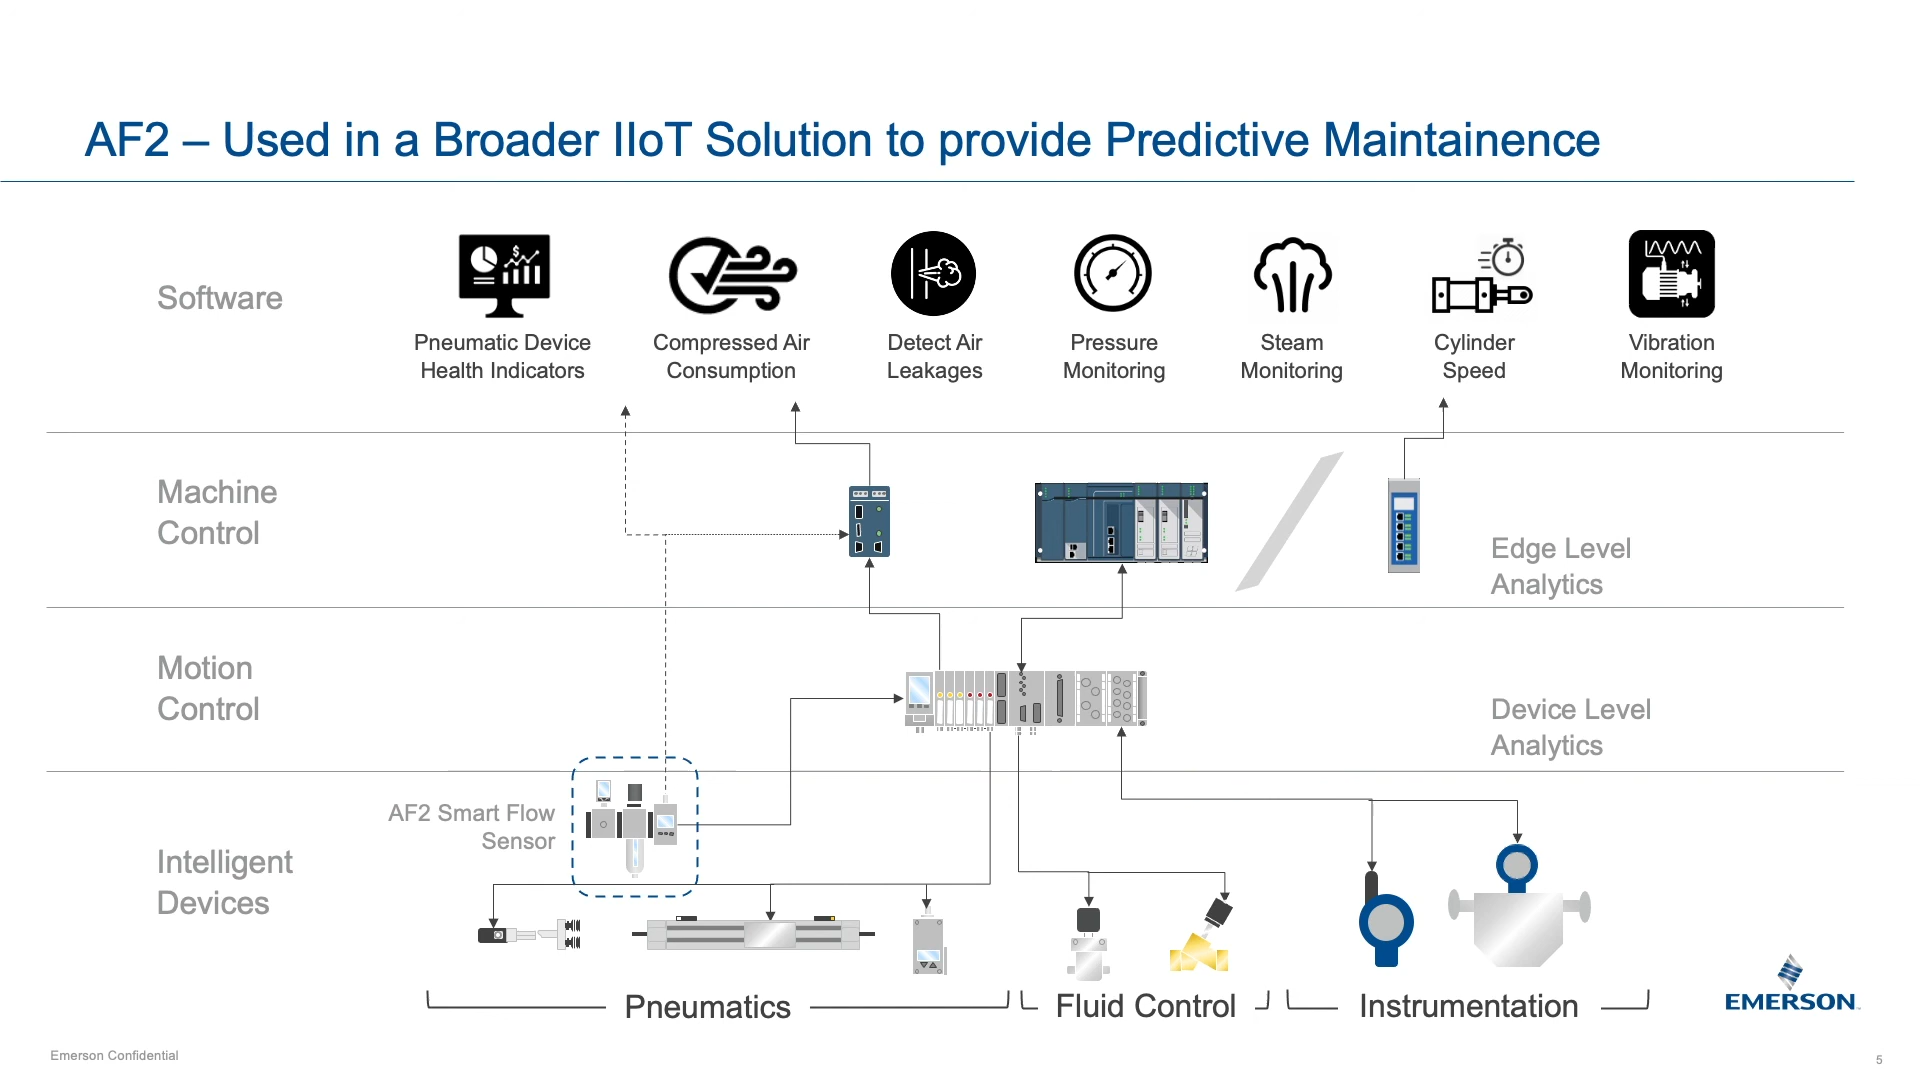 AF2 – Used in a Broader IIoT Solution to provide Predictive Maintainence
Software
Pneumatic Device
Health Indicators
Compressed Air
Consumption
Detect Air
Leakages
Pressure
Monitoring
Steam
Monitoring
Cylinder
Speed
Vibration
Monitoring
Machine
Control
Edge Level
Analytics
Motion
Control
Device Level
Analytics
AF2 Smart Flow
Sensor
Intelligent
Devices
Pneumatics
Fluid Control
Instrumentation
EMERSON
Emerson Confidential
5